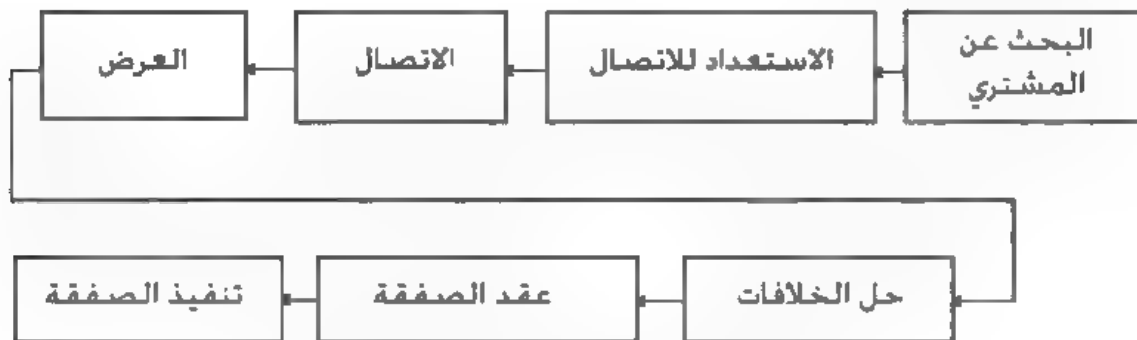 البحث عن
المشتري
الاستعداد للاتصال
الاتصال
العرض
حل الخلافات
عقد الصفقة
تنفيذ الصفقة